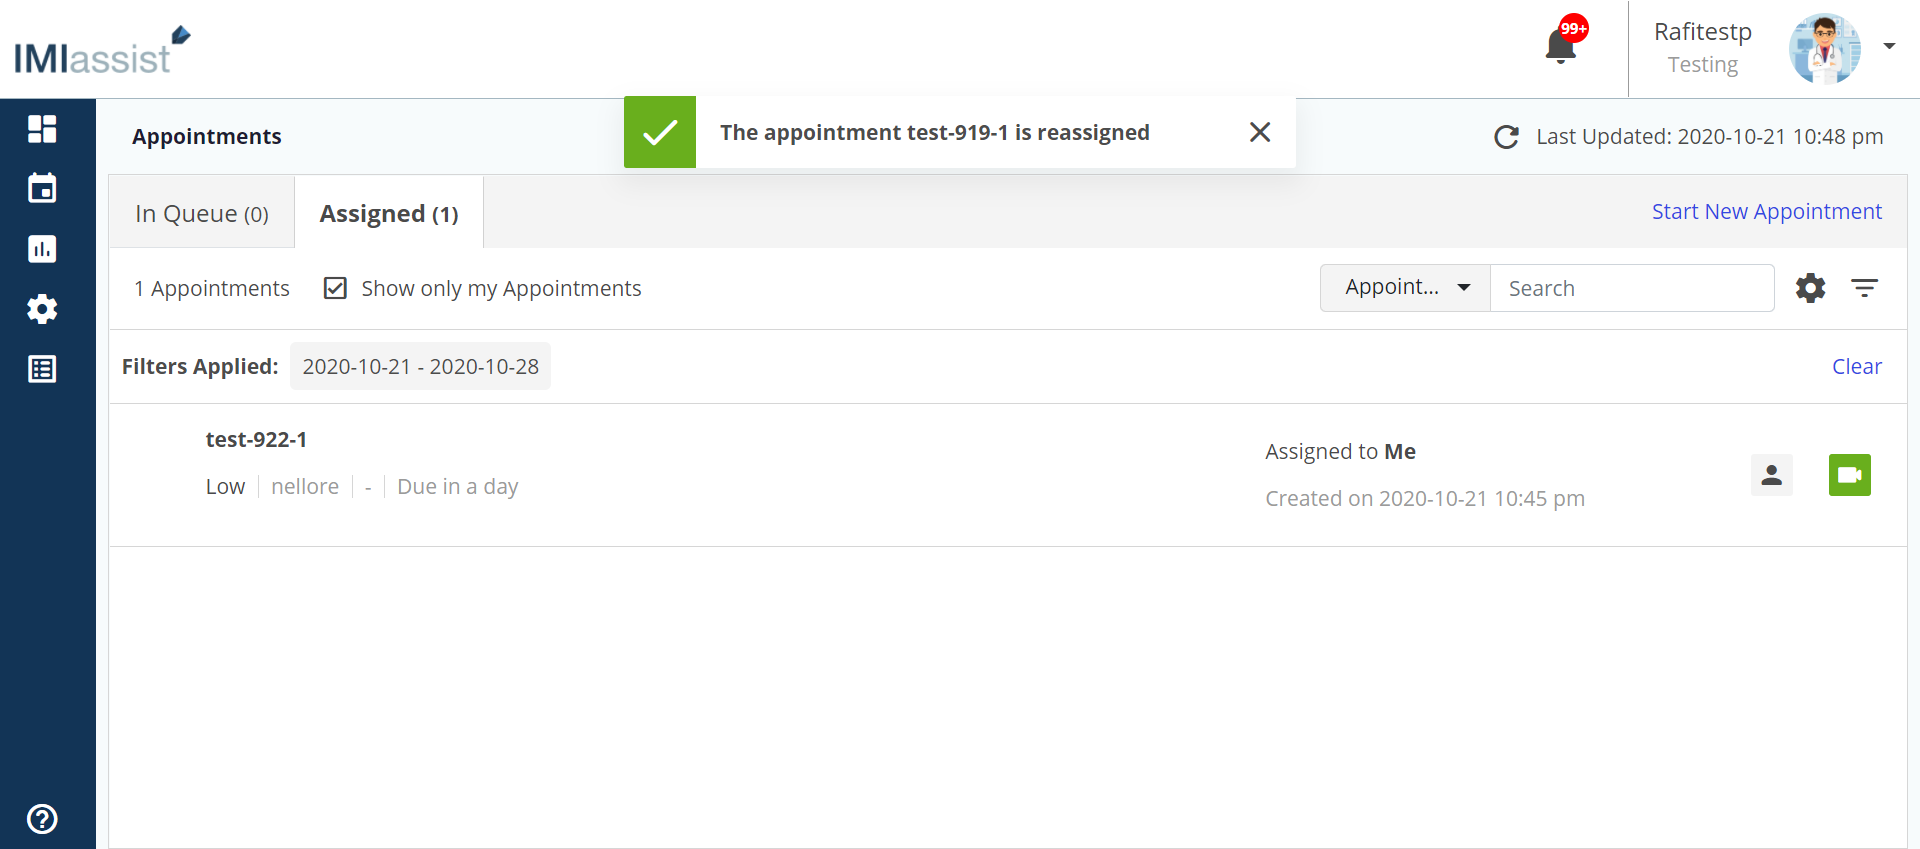 IMIassist
99+
Rafitestp
Testing
Appointments
The appointment test-919-1 is reassigned
Last Updated: 2020-10-21 10:48 pm
In Queue (0)
Assigned (1)
Start New Appointment
1 Appointments
Show only my Appointments
Appoint...
Search
Filters Applied:
2020-10-21 - 2020-10-28
Clear
test-922-1
Low
nellore
-
Due in a day
Assigned to Me
Created on 2020-10-21 10:45 pm